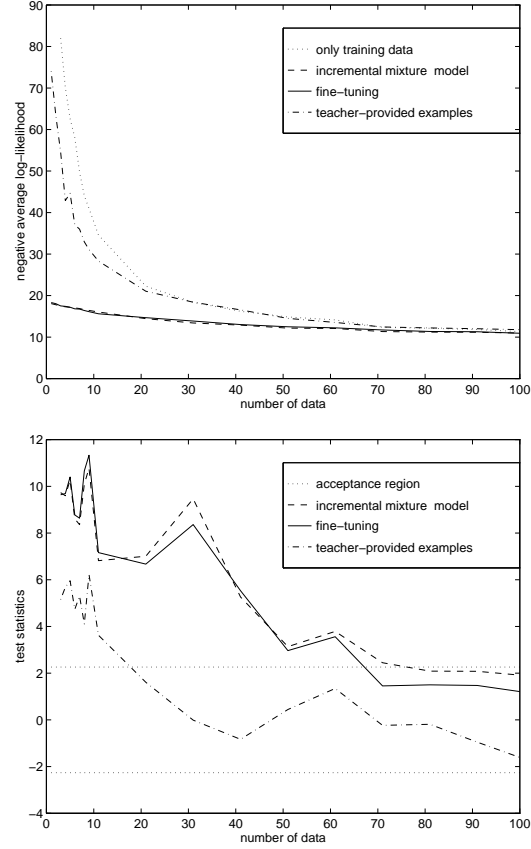 90
80
70
60
50
40
30
20
10
0
negative average log-likelihood
only training data
incremental mixture model
fine-tuning
teacher-provided examples
0 10 20 30 40 50 60 70 80 90 100
number of data
12
10
8
6
4
2
0
−2
−4
test statistics
acceptance region
incremental mixture model
fine-tuning
teacher-provided examples
0 10 20 30 40 50 60 70 80 90 100
number of data